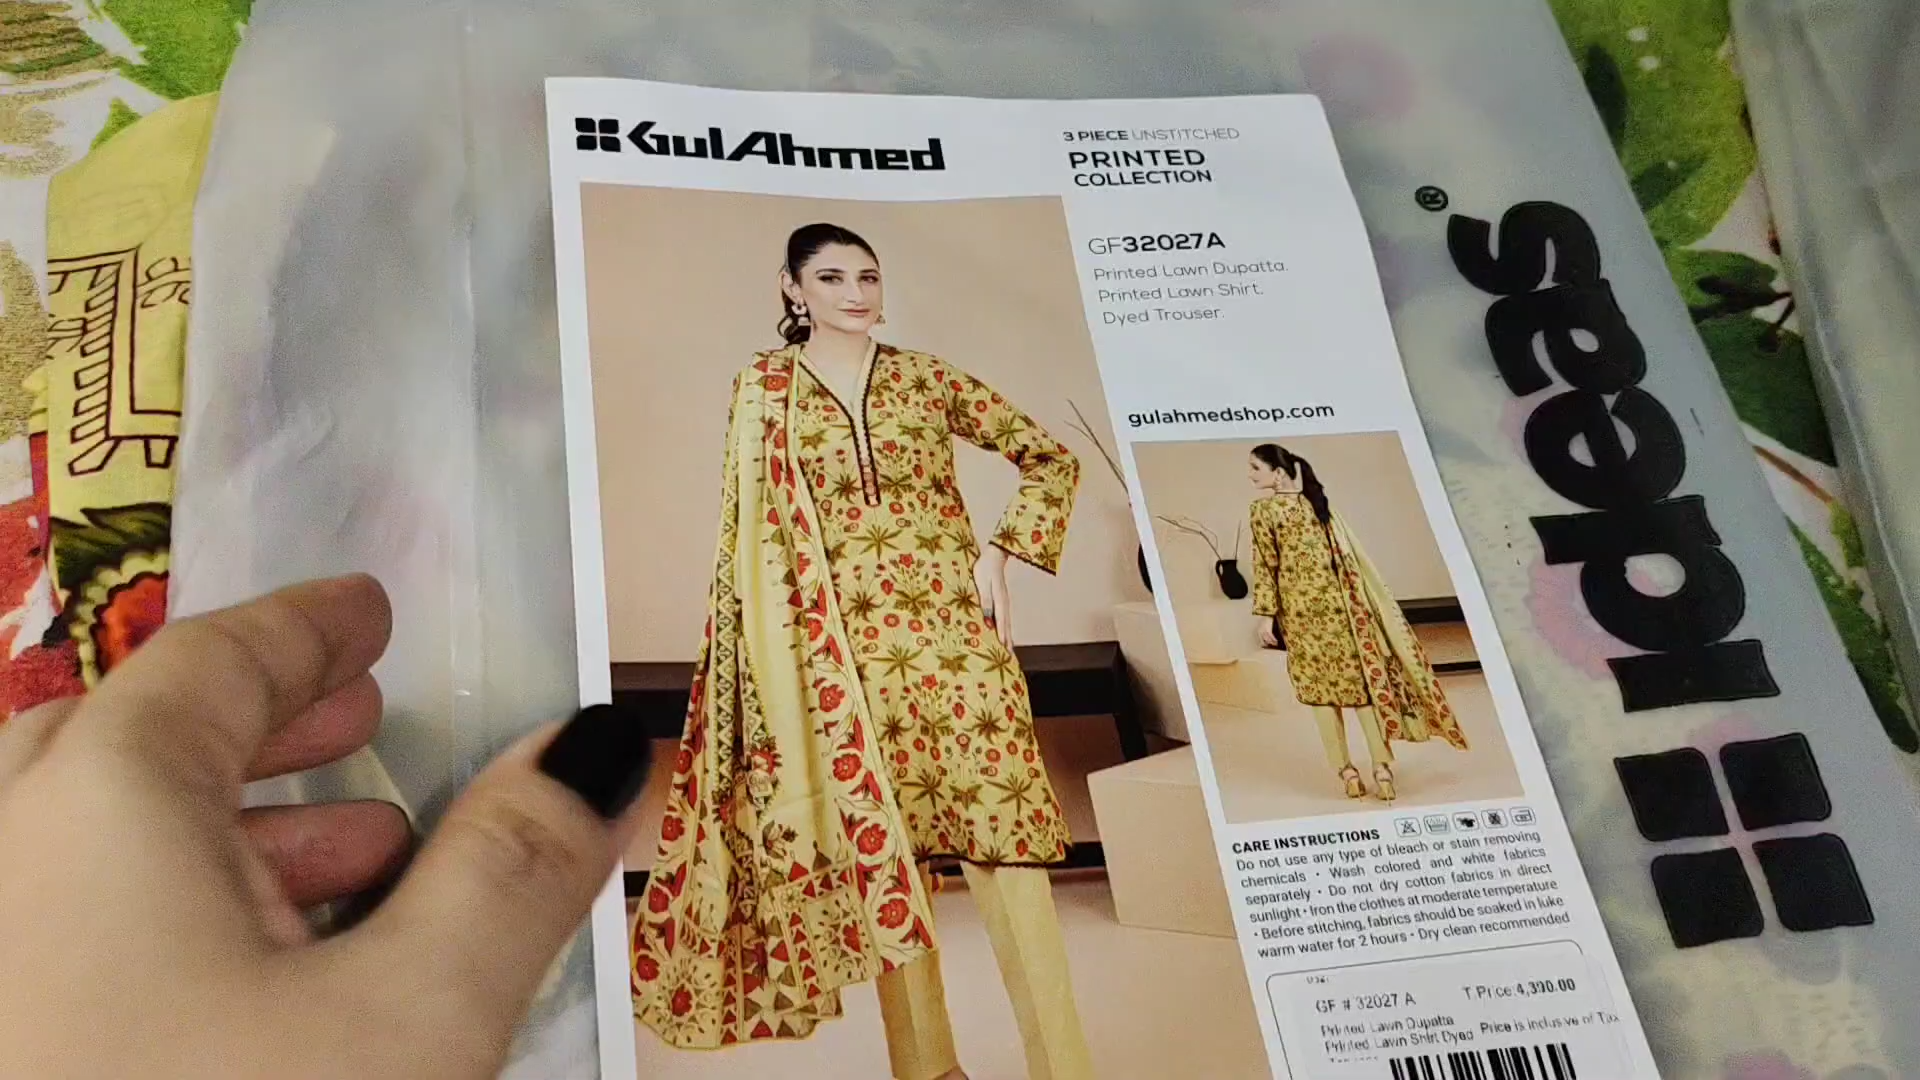 GulAhmed
3 PIECE UNSTITCHED
PRINTED
COLLECTION
GF32027A
Printed Lawn Dupatta.
Printed Lawn Shirt.
Dyed Trouser.
gulahmedshop.com
CARE INSTRUCTIONS
Do not use any type of bleach or stain removing
chemicals • Wash colored and white fabrics
separately • Do not dry cotton fabrics in direct
sunlight • Iron the clothes at moderate temperature
• Before stitching, fabrics should be soaked in luke
warm water for 2 hours • Dry clean recommended
GF # 32027 A T.Price:4,390.00
Printed Lawn Dupatta
Printed Lawn Shirt Dyed Price is inclusive of Tax
ideas®